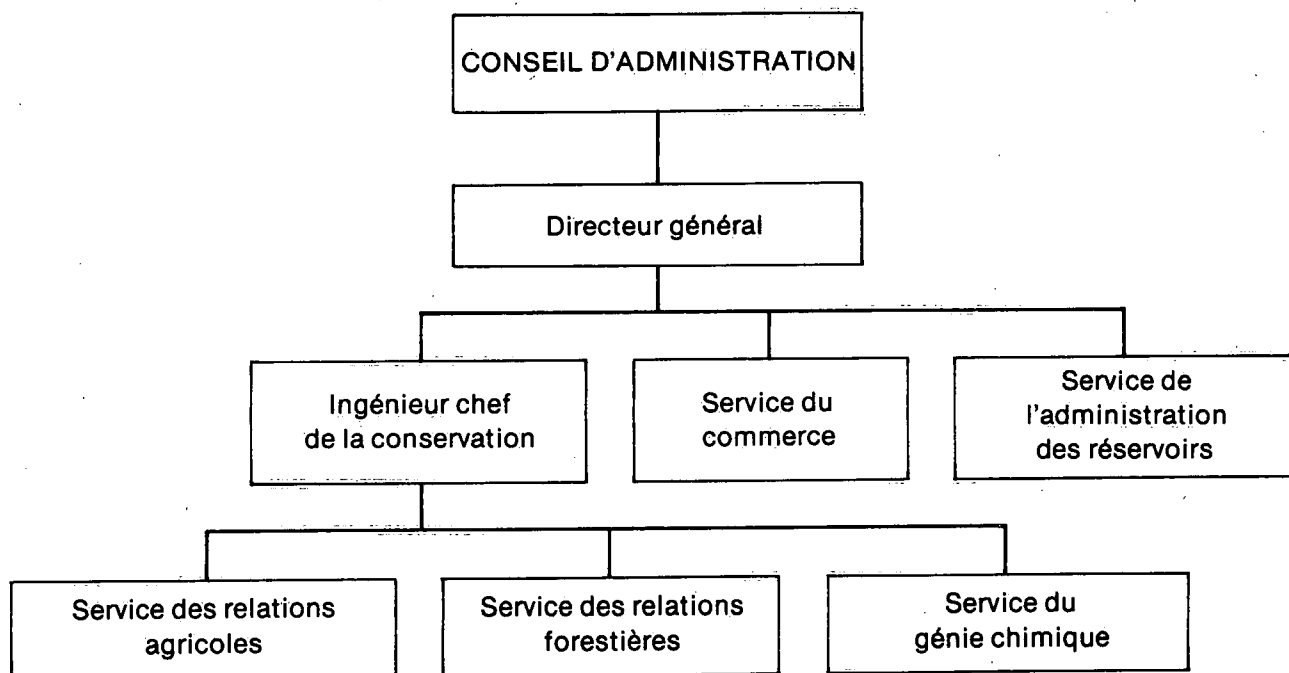 CONSEIL D'ADMINISTRATION
Directeur général
Ingénieur chef
de la conservation
Service du
commerce
Service de
l'administration
des réservoirs
Service des relations
agricoles
Service des relations
forestières
Service du
génie chimique